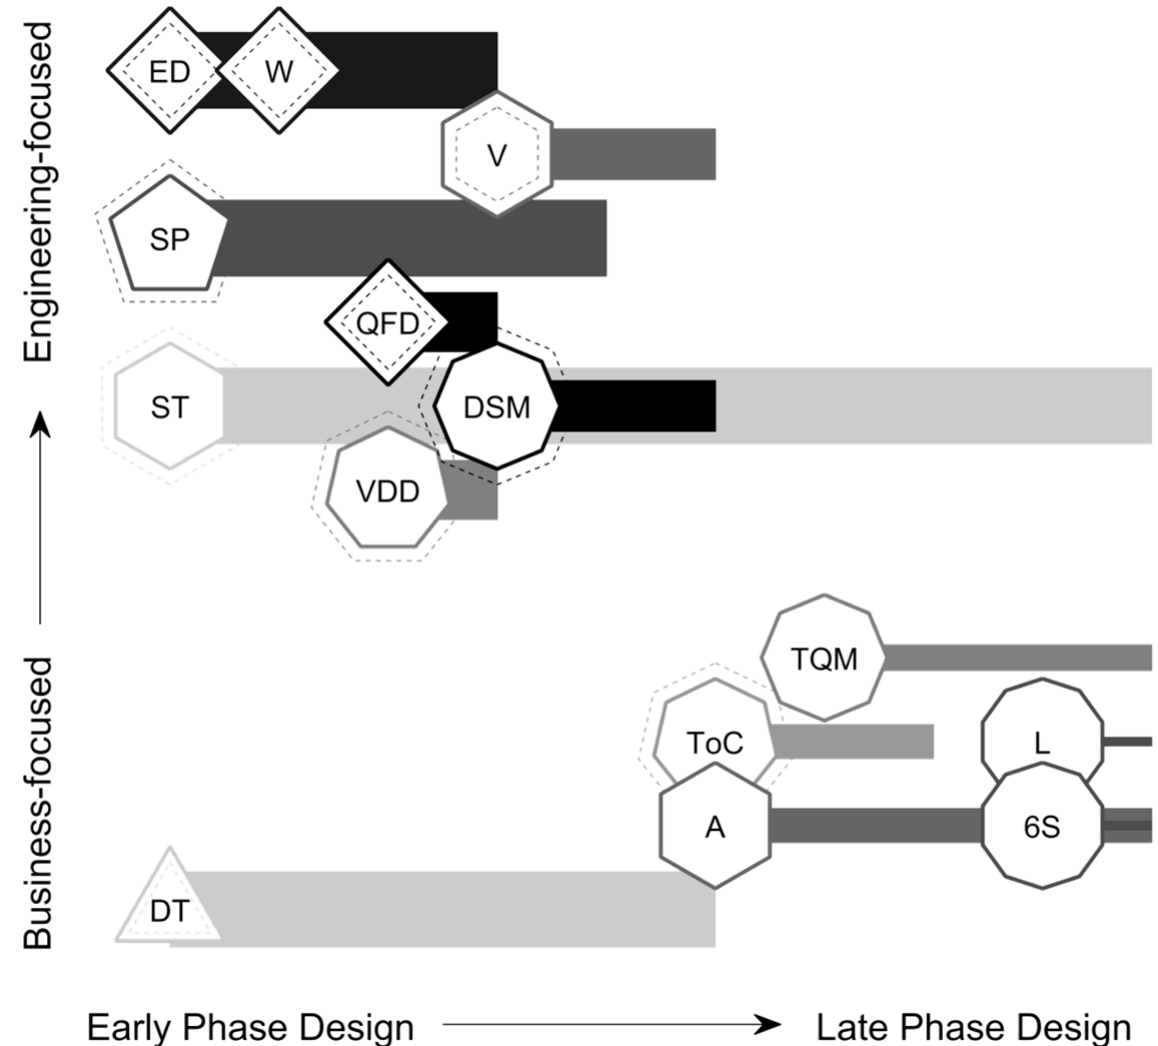 Engineering-focused
Business-focused
ED
W
V
SP
QFD
ST
DSM
VDD
TQM
ToC
L
A
6S
DT
Early Phase Design
Late Phase Design